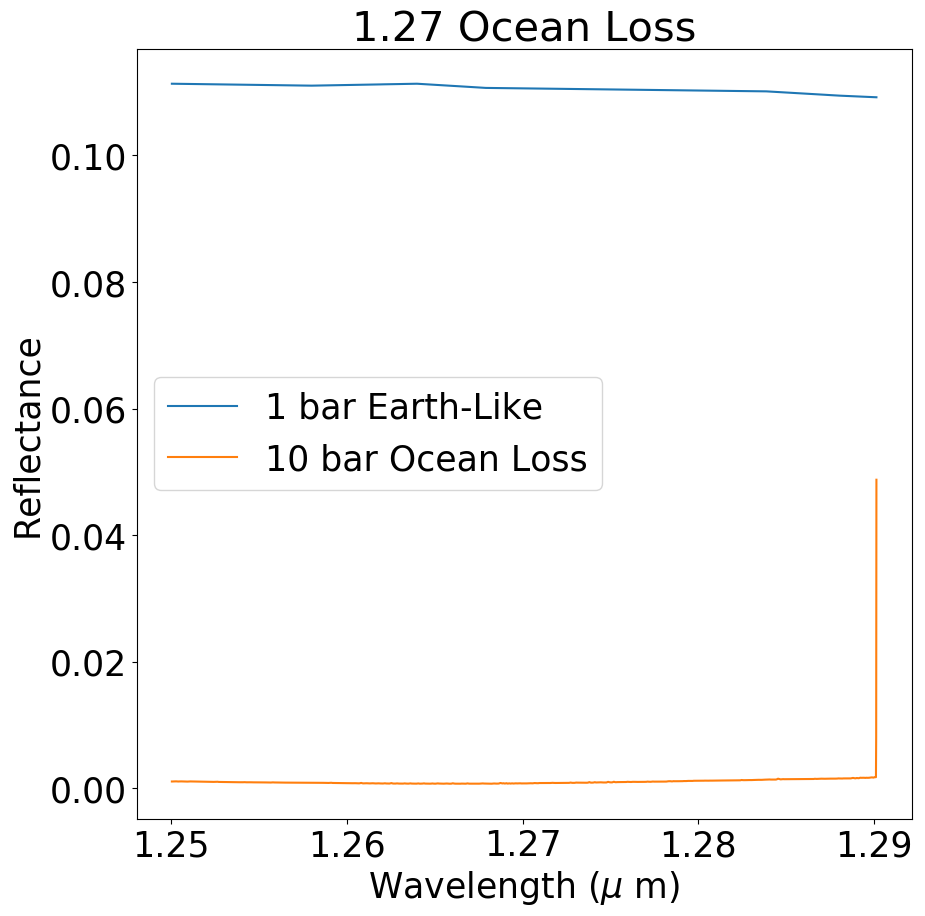 1.27 Ocean Loss
Reflectance
0.10
0.08
0.06
0.04
0.02
0.00
1 bar Earth-Like
10 bar Ocean Loss
1.25 1.26 1.27 1.28 1.29
Wavelength (μ m)